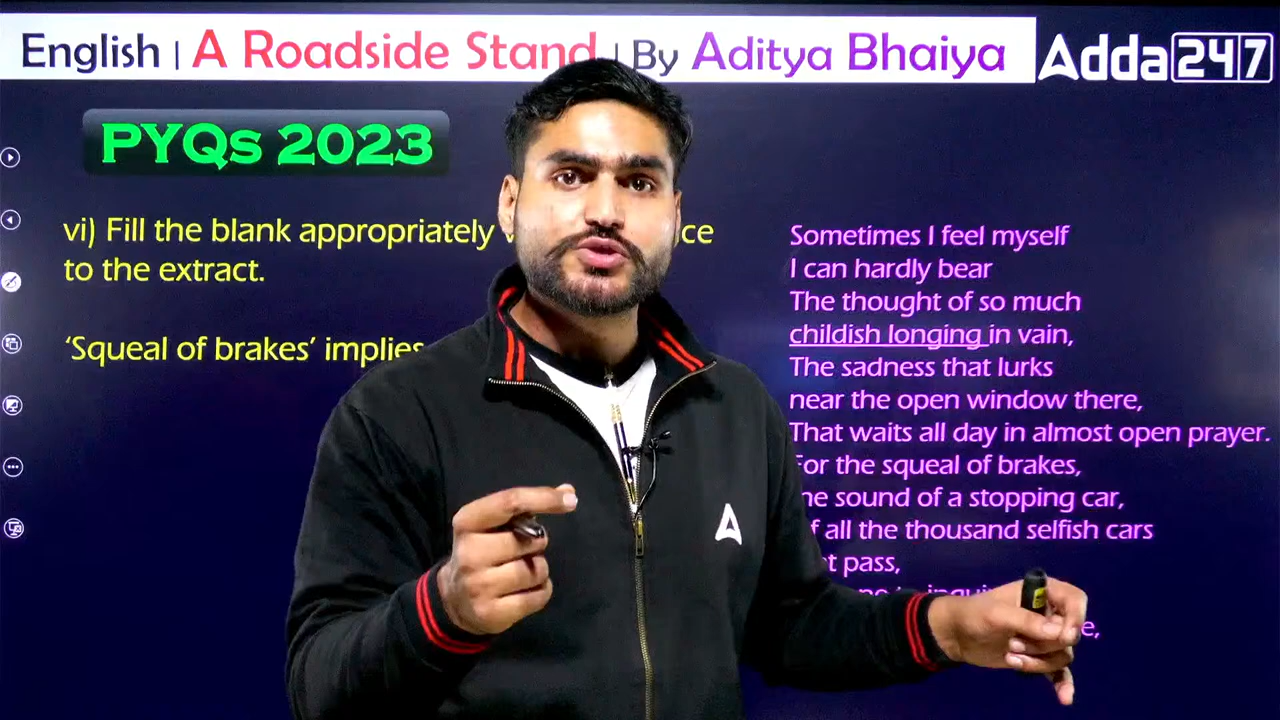 English | A Roadside Stand | By Aditya Bhaiya
Adda247
PYQs 2023
vi) Fill the blank appropriately
to the extract.
'Squeal of brakes' implies
Sometimes I feel myself
I can hardly bear
The thought of so much
childish longing in vain,
The sadness that lurks
near the open window there,
That waits all day in almost open prayer.
For the squeal of brakes,
sound of a stopping car,
all the thousand selfish cars
pass,